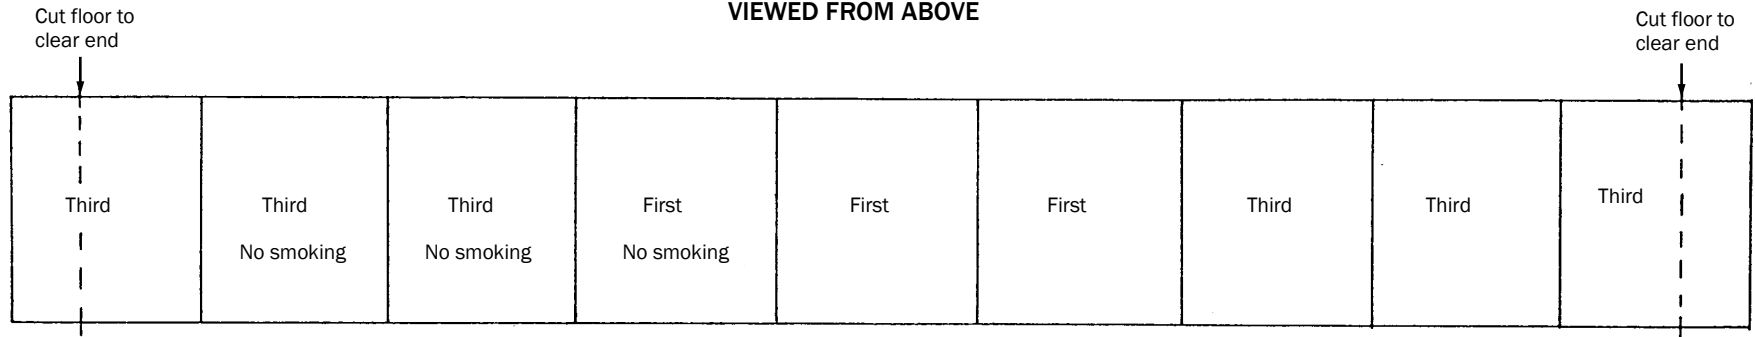 VIEWED FROM ABOVE
Cut floor to
clear end
Cut floor to
clear end
Third
Third
No smoking
Third
No smoking
First
No smoking
First
First
Third
Third
Third